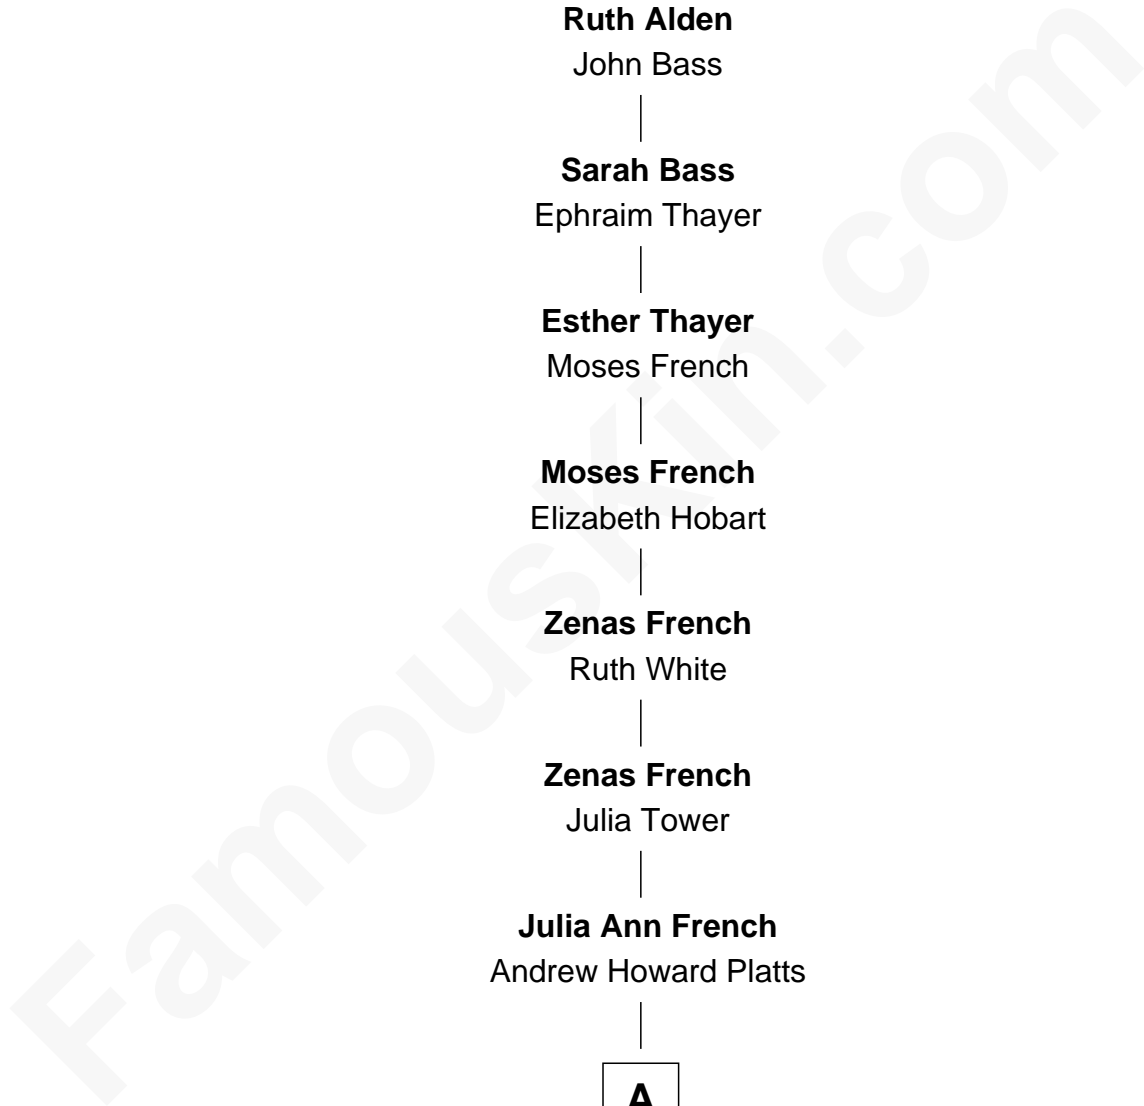 Ruth Alden
John Bass
Sarah Bass
Ephraim Thayer
Esther Thayer
Moses French
Moses French
Elizabeth Hobart
Zenas French
Ruth White
Zenas French
Julia Tower
Julia Ann French
Andrew Howard Platts
A
FamousKin.com